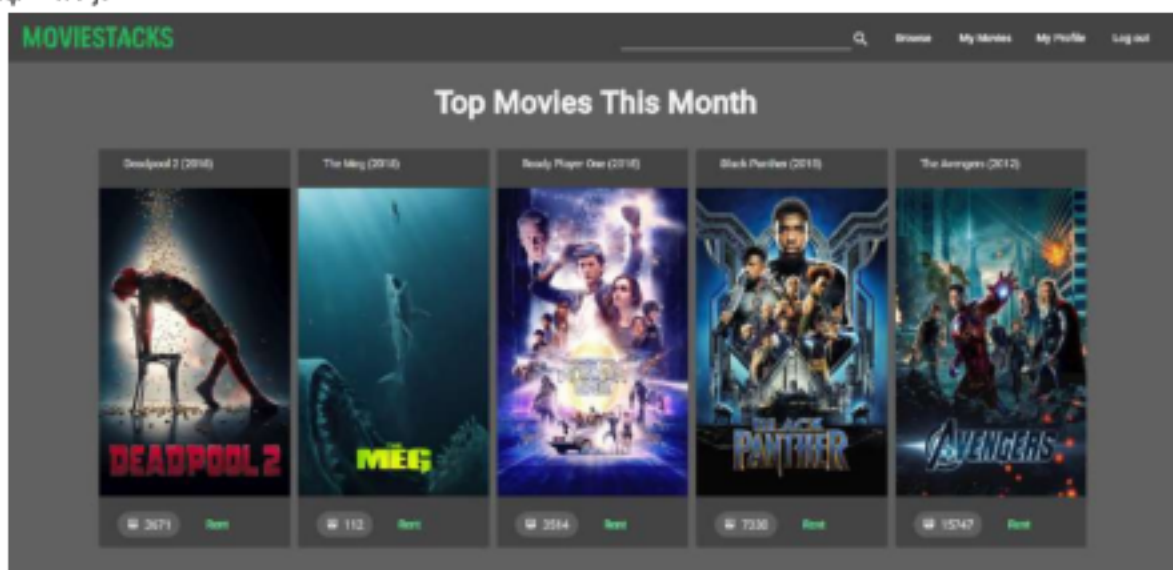 MOVIESTACKS
Browse My Movies My Profile Log out
Top Movies This Month
Deadpool 2 (2018) The Meg (2018) Ready Player One (2018) Black Panther (2018) The Avengers (2012)
DEADPOOL 2
THE
MEG
BLACK
PANTHER
AVENGERS
2671 Rent 112 Rent 3564 Rent 7330 Rent 15747 Rent